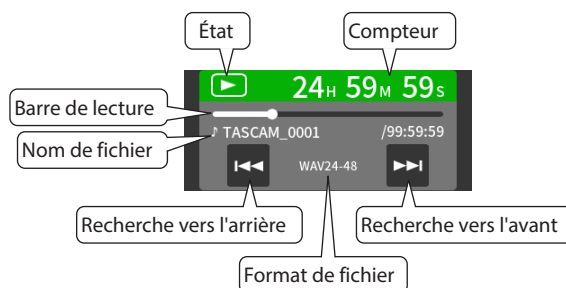 État
Compteur
24H 59M 59S
Barre de lecture
TASCAM_0001 /99:59:59
Nom de fichier
WAV24-48
Recherche vers l'arrière
Recherche vers l'avant
Format de fichier